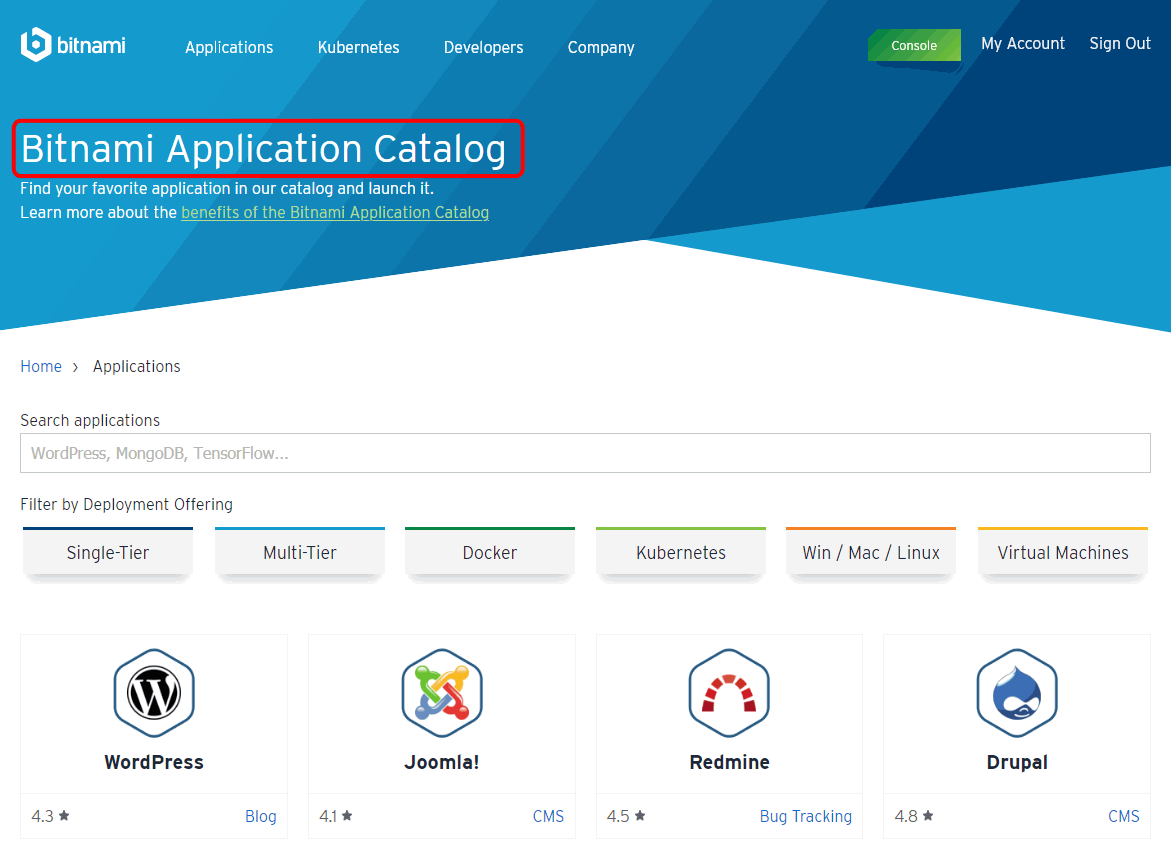 bitnami
Applications Kubernetes Developers Company
Console My Account Sign Out
Bitnami Application Catalog
Find your favorite application in our catalog and launch it.
Learn more about the benefits of the Bitnami Application Catalog
Home › Applications
Search applications
WordPress, MongoDB, TensorFlow...
Filter by Deployment Offering
Single-Tier Multi-Tier Docker Kubernetes Win / Mac / Linux Virtual Machines
WordPress Joomla! Redmine Drupal
4.3 ★ Blog 4.1 ★ CMS 4.5 ★ Bug Tracking 4.8 ★ CMS